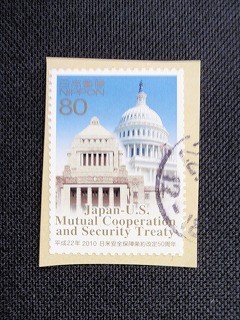 日本郵便
NIPPON
80
Japan-U.S.
Mutual Cooperation
and Security Treaty
平成22年 2010 日米安全保障条約改定50周年